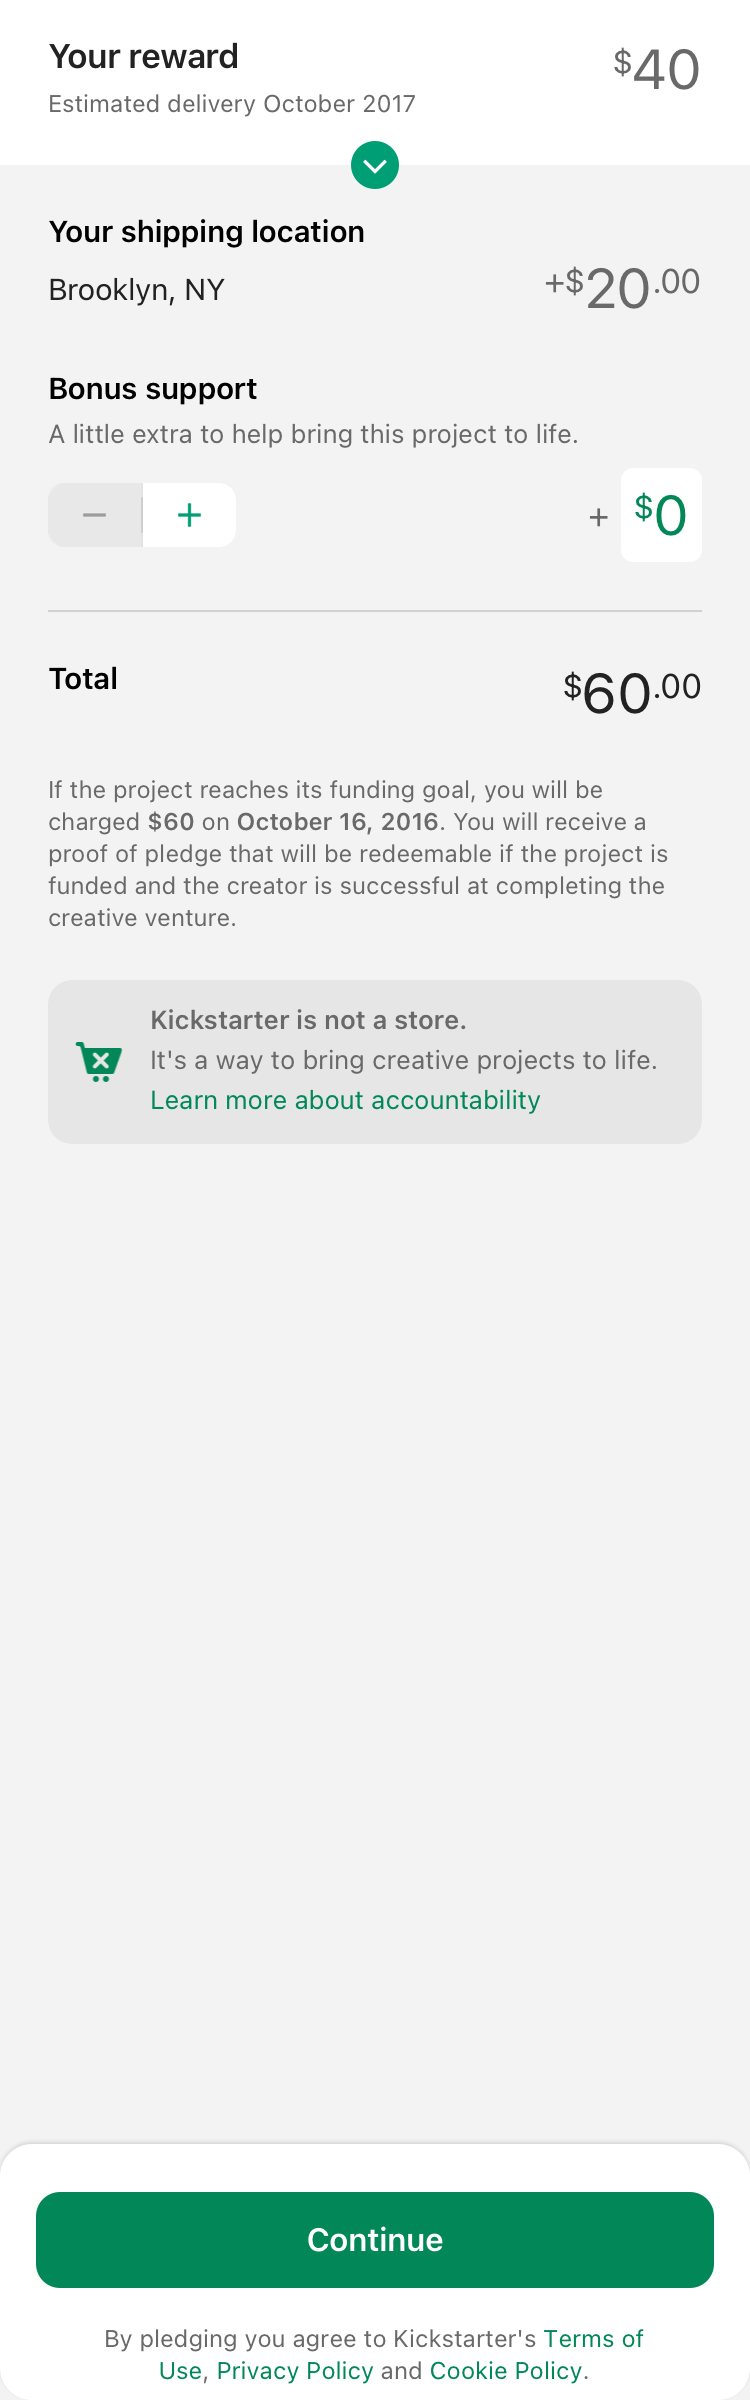 Your reward
$40
Estimated delivery October 2017
Your shipping location
Brooklyn, NY
+$20.00
Bonus support
A little extra to help bring this project to life.
− +
+ $0
Total
$60.00
If the project reaches its funding goal, you will be
charged $60 on October 16, 2016. You will receive a
proof of pledge that will be redeemable if the project is
funded and the creator is successful at completing the
creative venture.
Kickstarter is not a store.
It's a way to bring creative projects to life.
Learn more about accountability
Continue
By pledging you agree to Kickstarter's Terms of
Use, Privacy Policy and Cookie Policy.